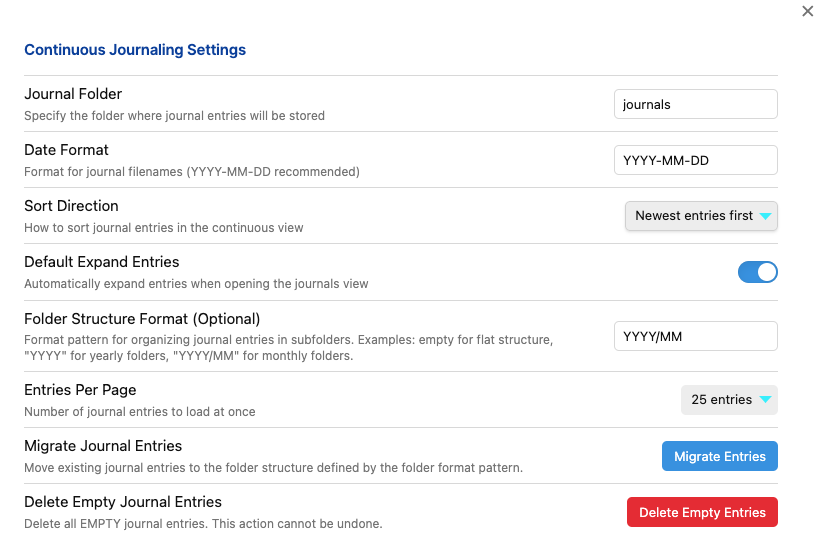 Continuous Journaling Settings
Journal Folder
Specify the folder where journal entries will be stored
journals
Date Format
Format for journal filenames (YYYY-MM-DD recommended)
YYYY-MM-DD
Sort Direction
How to sort journal entries in the continuous view
Newest entries first
Default Expand Entries
Automatically expand entries when opening the journals view
Folder Structure Format (Optional)
Format pattern for organizing journal entries in subfolders. Examples: empty for flat structure,
"YYYY" for yearly folders, "YYYY/MM" for monthly folders.
YYYY/MM
Entries Per Page
Number of journal entries to load at once
25 entries
Migrate Journal Entries
Move existing journal entries to the folder structure defined by the folder format pattern.
Migrate Entries
Delete Empty Journal Entries
Delete all EMPTY journal entries. This action cannot be undone.
Delete Empty Entries